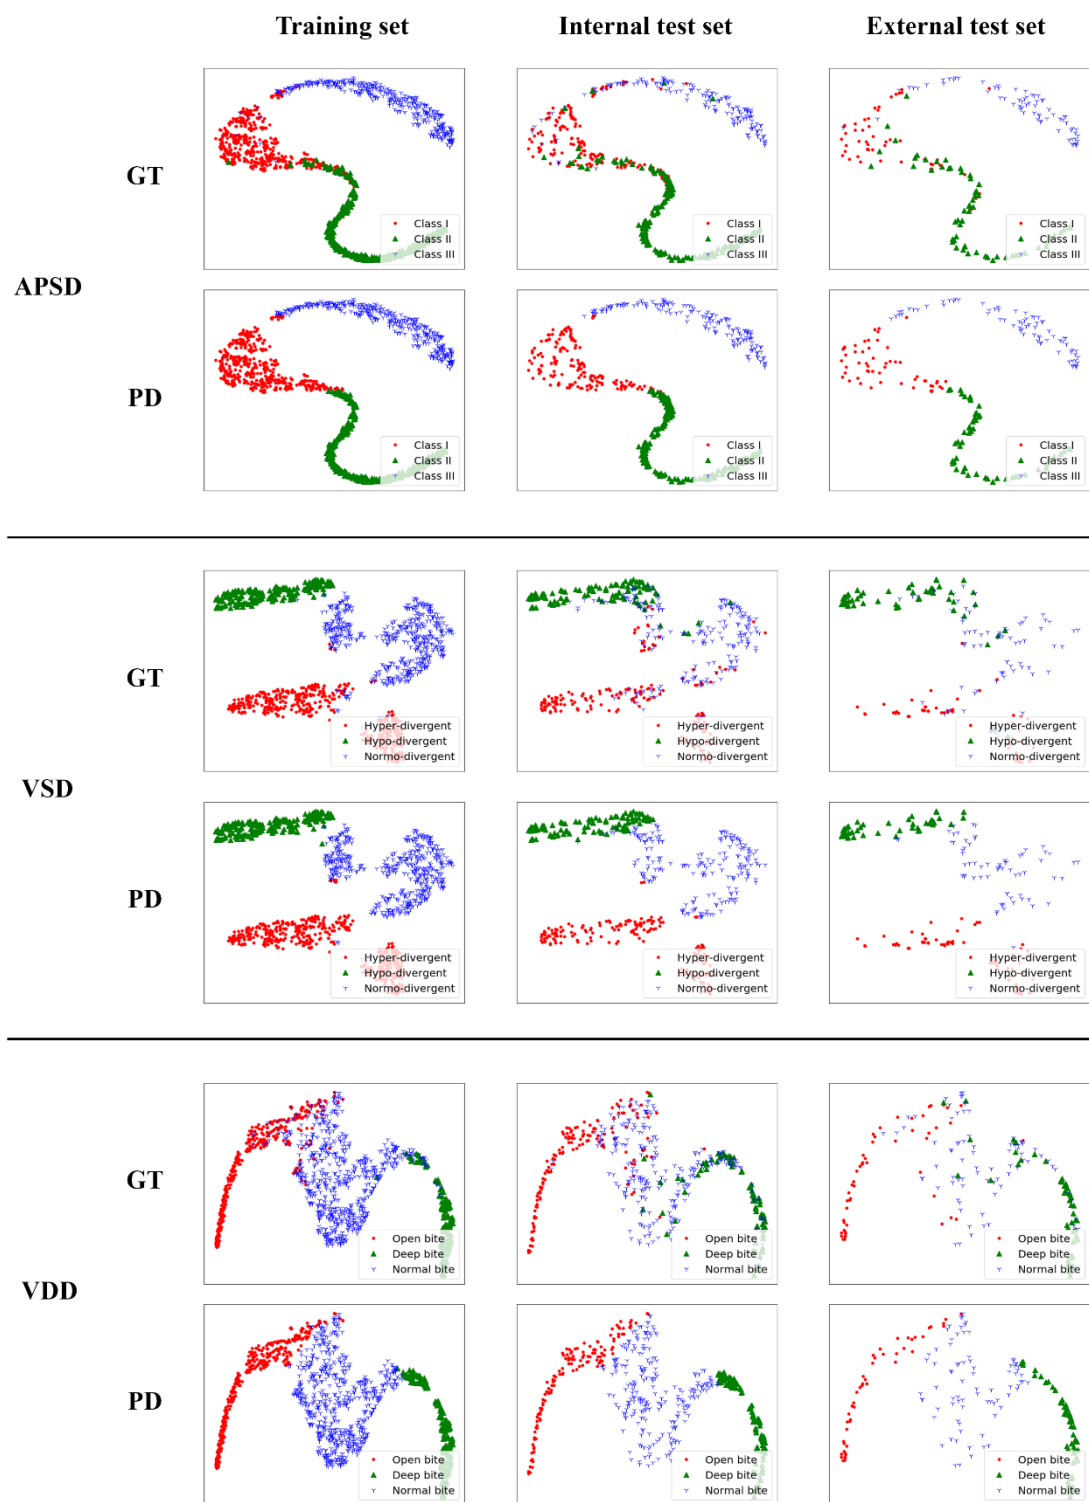 Training set Internal test set External test set
GT
Class I
Class II
Class III
Class I
Class II
Class III
Class I
Class II
Class III
APSD
PD
Class I
Class II
Class III
Class I
Class II
Class III
Class I
Class II
Class III
GT
Hyper-divergent
Hypo-divergent
Normo-divergent
Hyper-divergent
Hypo-divergent
Normo-divergent
Hyper-divergent
Hypo-divergent
Normo-divergent
VSD
PD
Hyper-divergent
Hypo-divergent
Normo-divergent
Hyper-divergent
Hypo-divergent
Normo-divergent
Hyper-divergent
Hypo-divergent
Normo-divergent
GT
Open bite
Deep bite
Normal bite
Open bite
Deep bite
Normal bite
Open bite
Deep bite
Normal bite
VDD
PD
Open bite
Deep bite
Normal bite
Open bite
Deep bite
Normal bite
Open bite
Deep bite
Normal bite